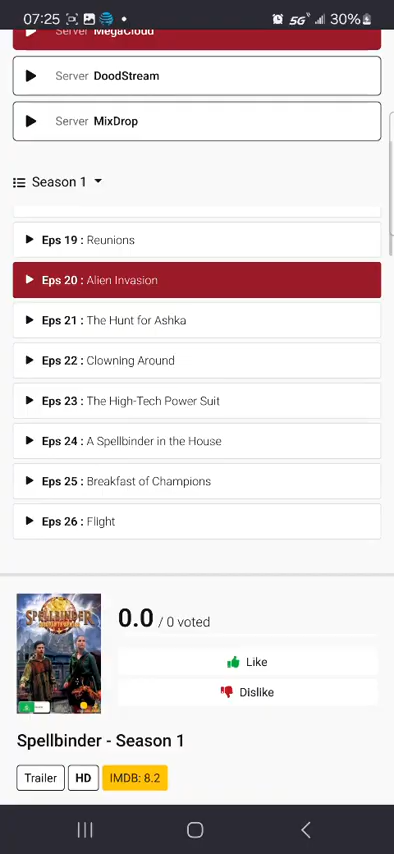 07:25 5G 30%
Server MegaCloud
Server DoodStream
Server MixDrop
Season 1
Eps 19 : Reunions
Eps 20 : Alien Invasion
Eps 21 : The Hunt for Ashka
Eps 22 : Clowning Around
Eps 23 : The High-Tech Power Suit
Eps 24 : A Spellbinder in the House
Eps 25 : Breakfast of Champions
Eps 26 : Flight
SPELLBINDER
0.0 / 0 voted
Like
Dislike
Spellbinder - Season 1
Trailer HD IMDB: 8.2